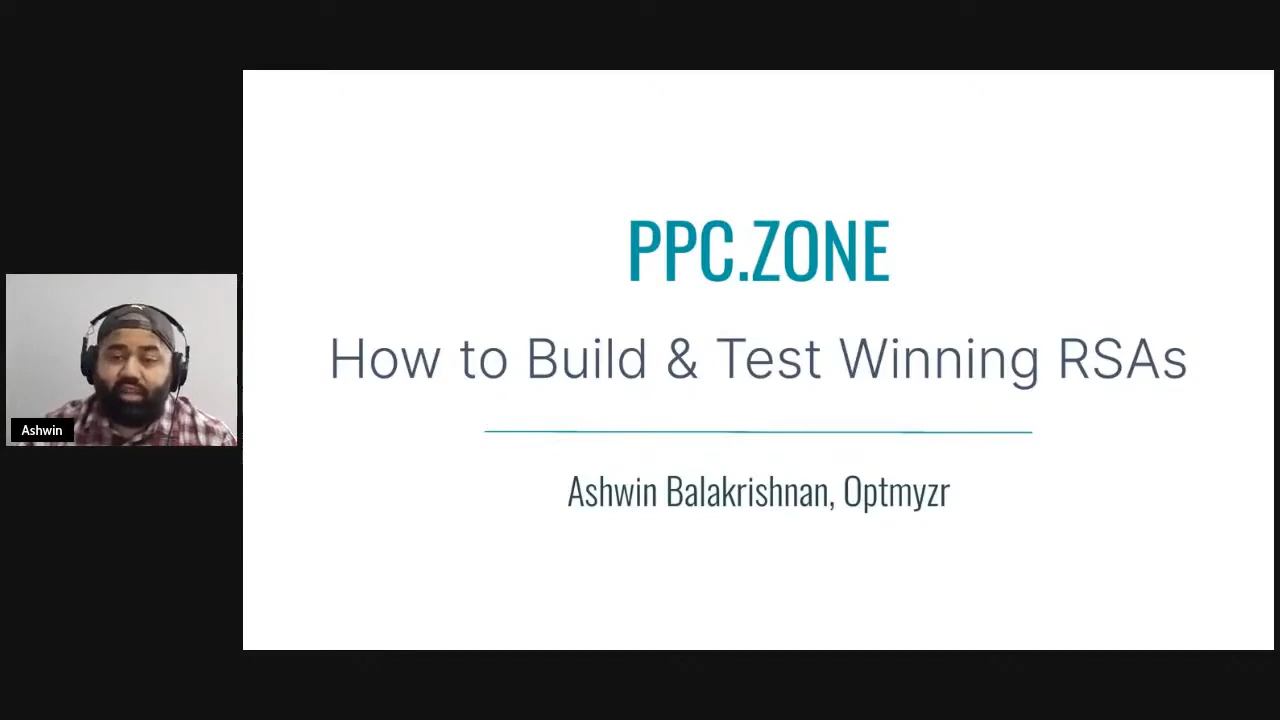 PPC.ZONE
How to Build & Test Winning RSAs
Ashwin Balakrishnan, Optmyzr
Ashwin